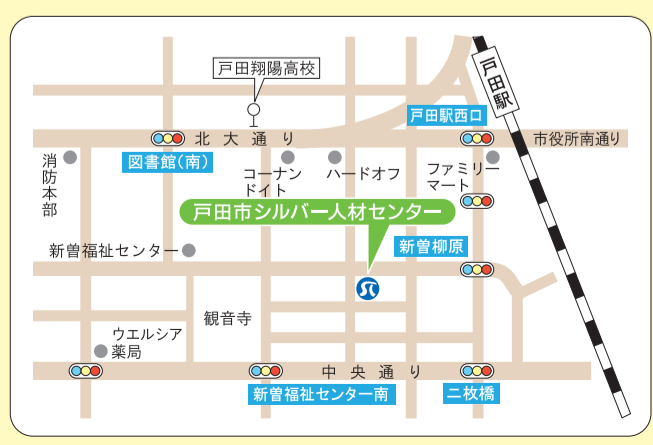 戸田翔陽高校
戸田駅
戸田駅西口
北大通り
市役所南通り
図書館(南)
消防本部
コーナン
ドイト
ハードオフ
ファミリー
マート
戸田市シルバー人材センター
新曽福祉センター
新曽柳原
観音寺
ウエルシア
薬局
中央通り
新曽福祉センター南
二枚橋